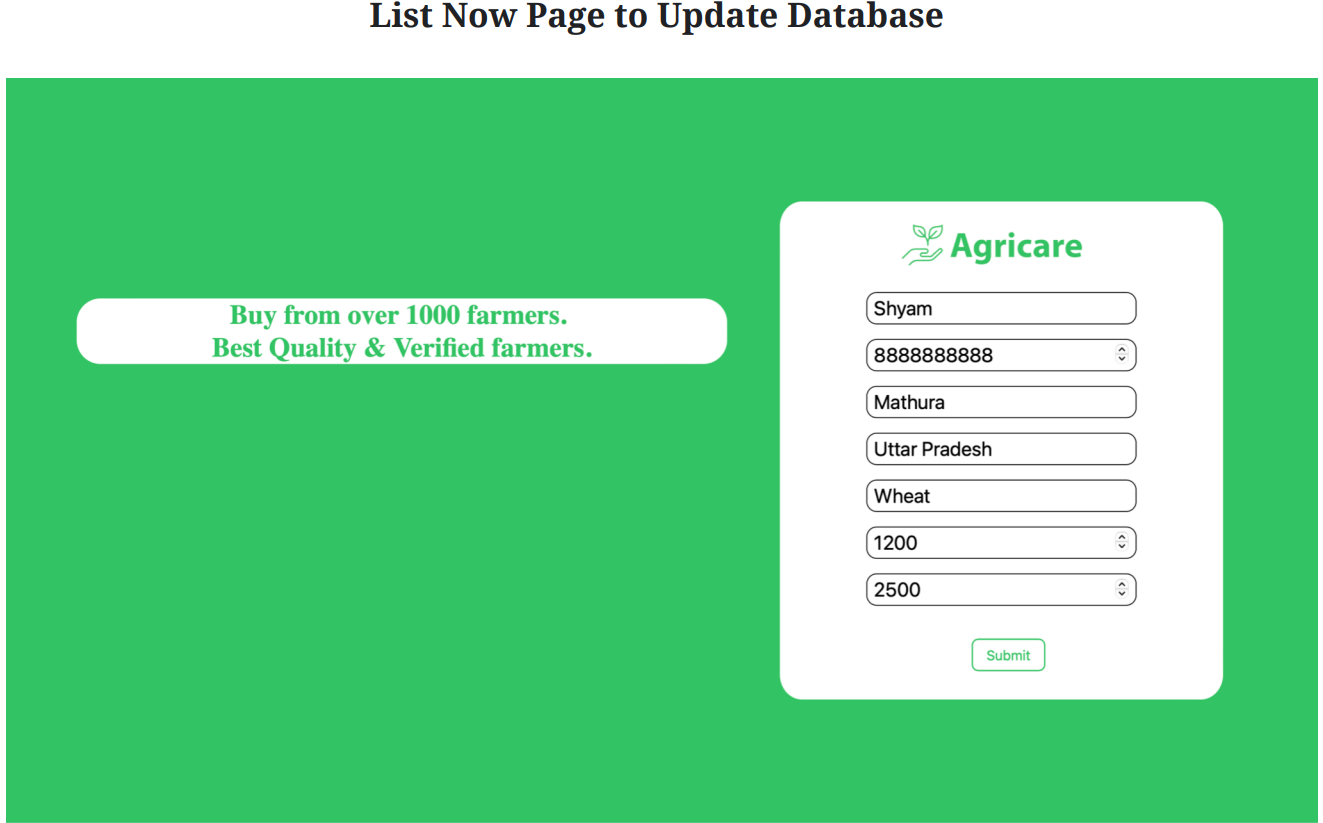 List Now Page to Update Database
Buy from over 1000 farmers.
Best Quality & Verified farmers.
Agricare
Shyam
8888888888
Mathura
Uttar Pradesh
Wheat
1200
2500
Submit